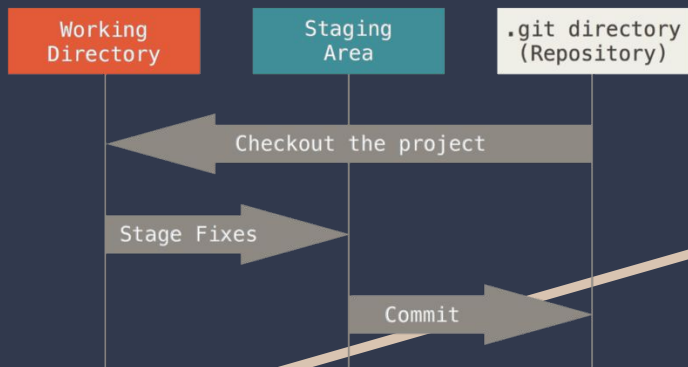 Working
Directory
Staging
Area
.git directory
(Repository)
Checkout the project
Stage Fixes
Commit